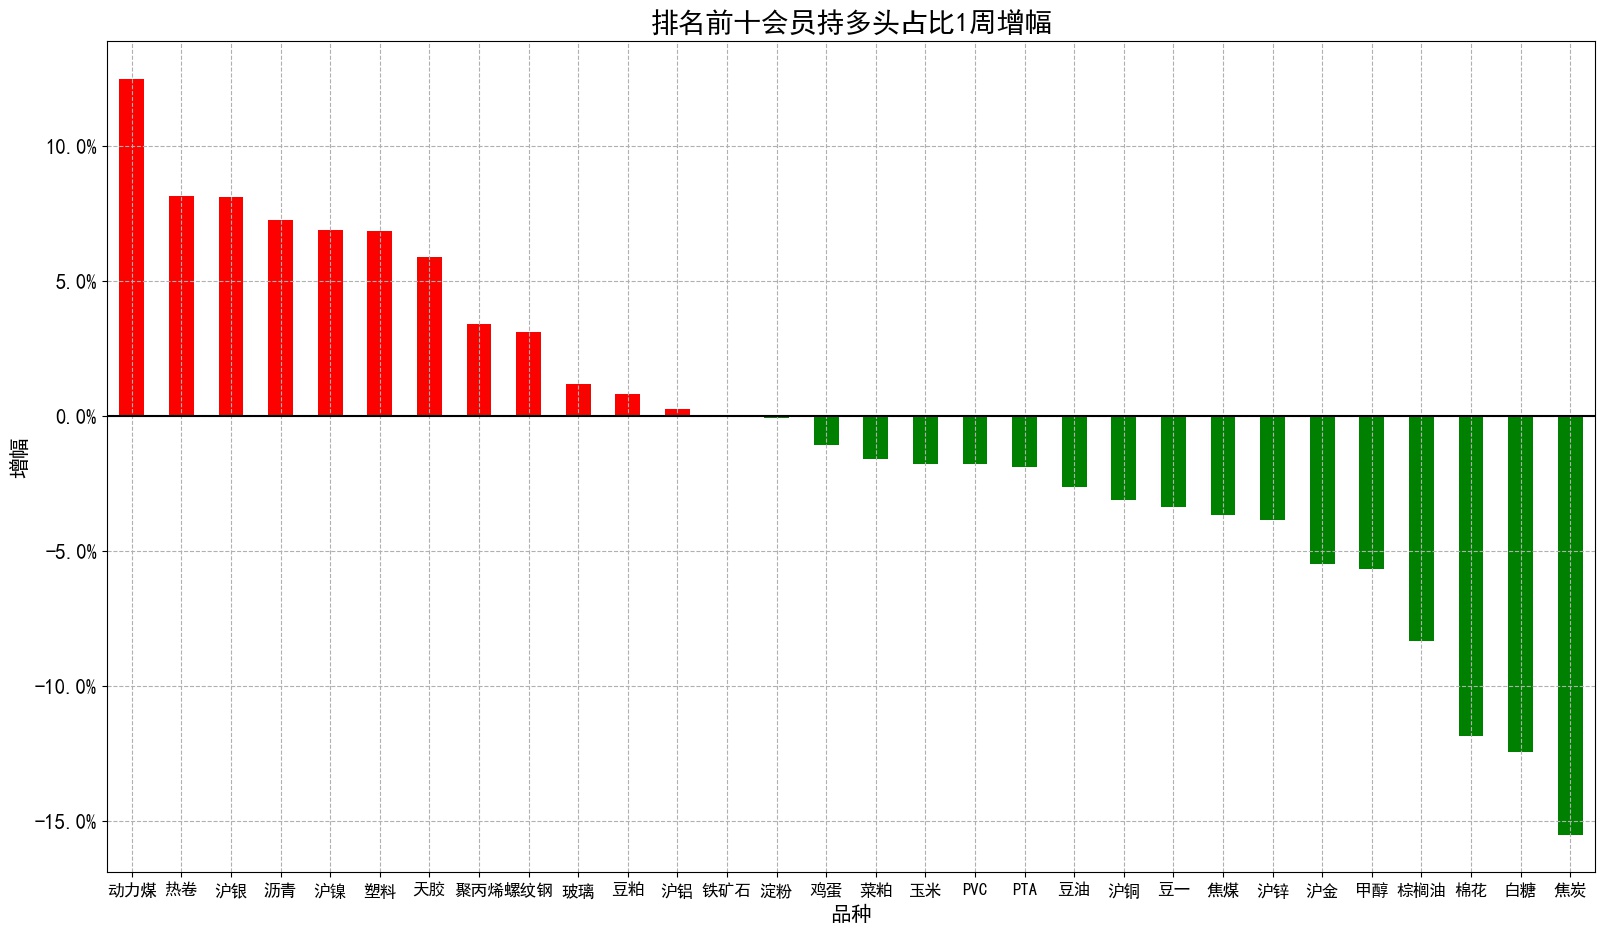 排名前十会员持多头占比1周增幅
10.0%
5.0%
0.0%
−5.0%
−10.0%
−15.0%
增幅
动力煤 热卷 沪银 沥青 沪镍 塑料 天胶 聚丙烯 螺纹钢 玻璃 豆粕 沪铝 铁矿石 淀粉 鸡蛋 菜粕 玉米 PVC PTA 豆油 沪铜 豆一 焦煤 沪锌 沪金 甲醇 棕榈油 棉花 白糖 焦炭
品种